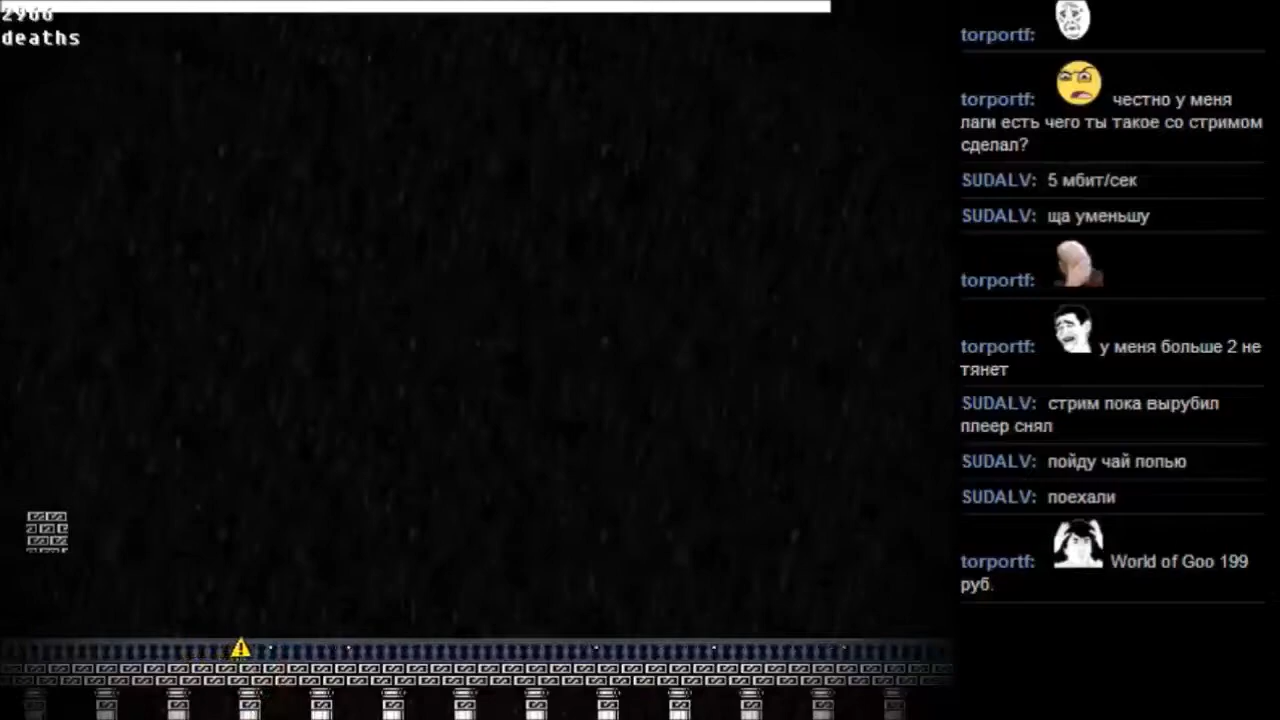 2966
deaths
torportf:
torportf: честно у меня
лаги есть чего ты такое со стримом
сделал?
SUDALV: 5 мбит/сек
SUDALV: ща уменьшу
torportf:
torportf: у меня больше 2 не
тянет
SUDALV: стрим пока вырубил
плеер снял
SUDALV: пойду чай попью
SUDALV: поехали
torportf: World of Goo 199
руб.